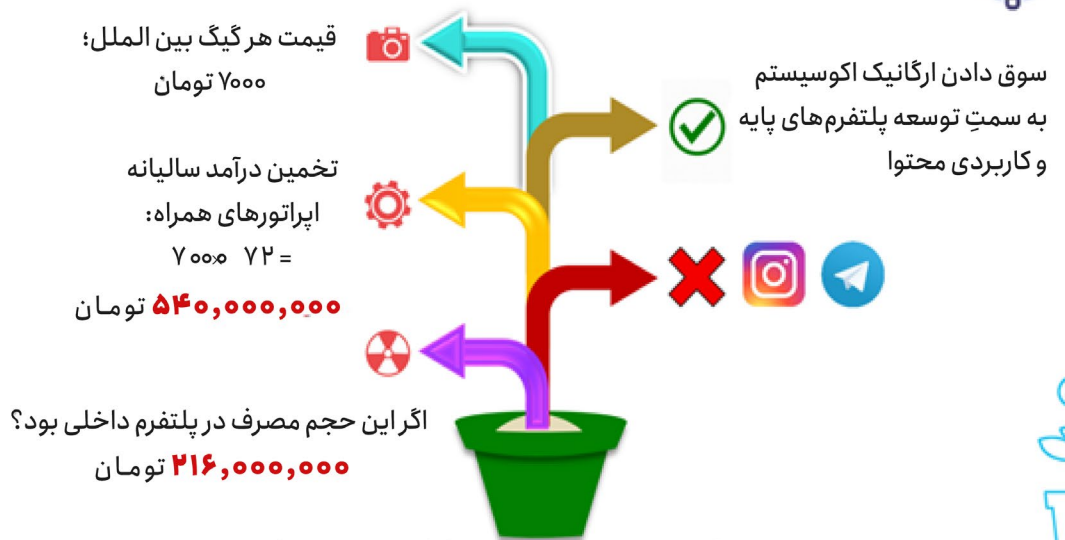 سوق دادن ارگانیک اکوسیستم
به سمتِ توسعه پلتفرم‌های پایه
و کاربردی محتوا
قیمت هر گیگ بین الملل؛
۷۰۰۰ تومان
تخمین درآمد سالیانه
اپراتورهای همراه:
۷۰۰۰× ۷۲ =
۵۴۰,۰۰۰,۰۰۰ تومـان
اگر این حجم مصرف در پلتفرم داخلی بود؟
۲۱۶,۰۰۰,۰۰۰ تومـان